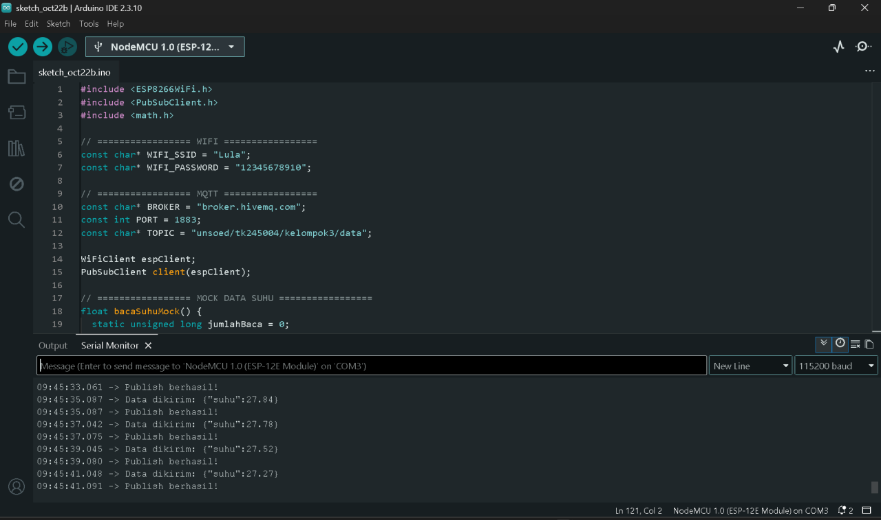 sketch_oct22b | Arduino IDE 2.3.10
File Edit Sketch Tools Help
NodeMCU 1.0 (ESP-12...
sketch_oct22b.ino
1 #include <ESP8266WiFi.h>
2 #include <PubSubClient.h>
3 #include <math.h>
4
5 // ================= WIFI =================
6 const char* WIFI_SSID = "Lula";
7 const char* WIFI_PASSWORD = "12345678910";
8
9 // ================= MQTT =================
10 const char* BROKER = "broker.hivemq.com";
11 const int PORT = 1883;
12 const char* TOPIC = "unsoed/tk245004/kelompok3/data";
13
14 WiFiClient espClient;
15 PubSubClient client(espClient);
16
17 // ================= MOCK DATA SUHU =================
18 float bacaSuhuMock() {
19 static unsigned long jumlahBaca = 0;
Output Serial Monitor
Message (Enter to send message to 'NodeMCU 1.0 (ESP-12E Module)' on 'COM3') New Line 115200 baud
09:45:33.061 -> Publish berhasil!
09:45:35.087 -> Data dikirim: {"suhu":27.84}
09:45:35.087 -> Publish berhasil!
09:45:37.042 -> Data dikirim: {"suhu":27.78}
09:45:37.075 -> Publish berhasil!
09:45:39.045 -> Data dikirim: {"suhu":27.52}
09:45:39.080 -> Publish berhasil!
09:45:41.048 -> Data dikirim: {"suhu":27.27}
09:45:41.091 -> Publish berhasil!
Ln 121, Col 2 NodeMCU 1.0 (ESP-12E Module) on COM3 2